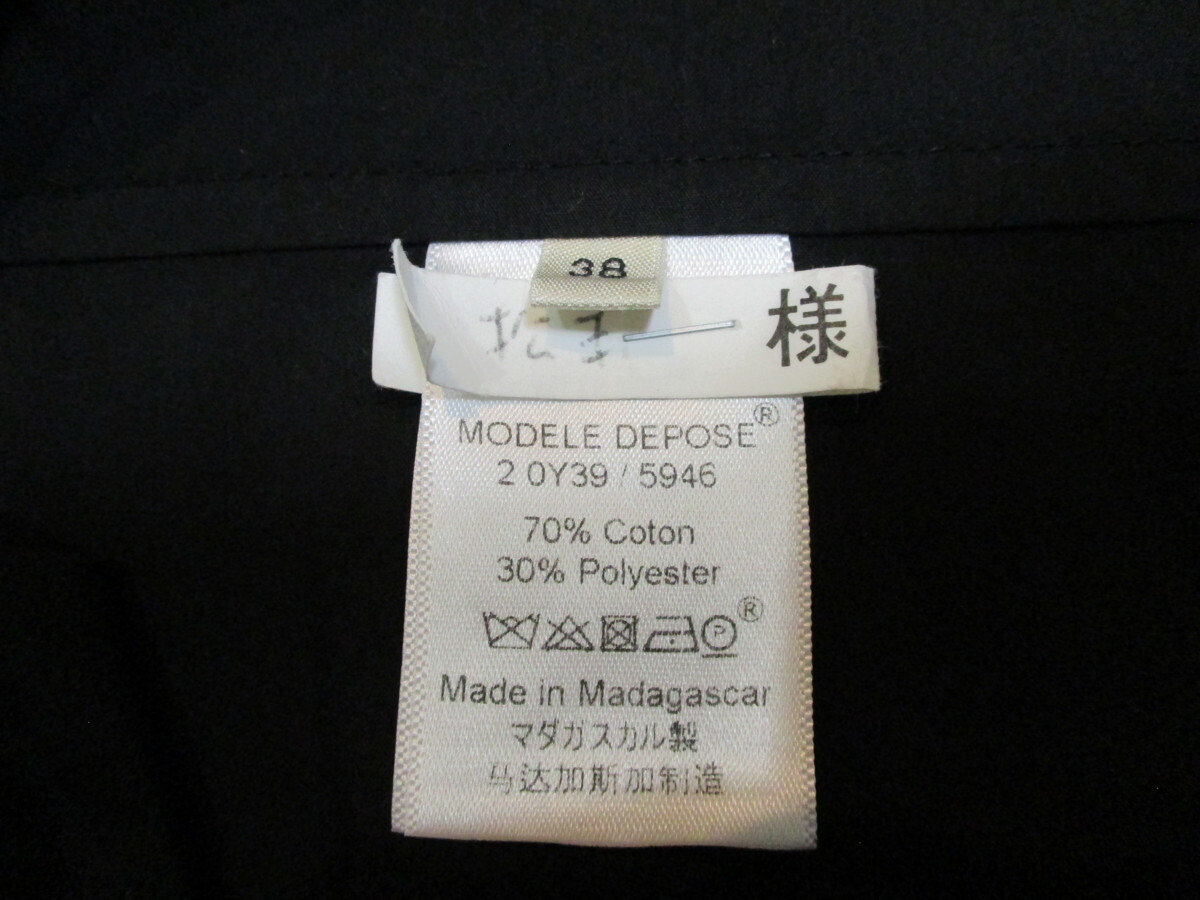 38
様
MODELE DEPOSE®
2 0Y39 / 5946
70% Coton
30% Polyester
®
P
Made in Madagascar
マダガスカル製
马达加斯加制造